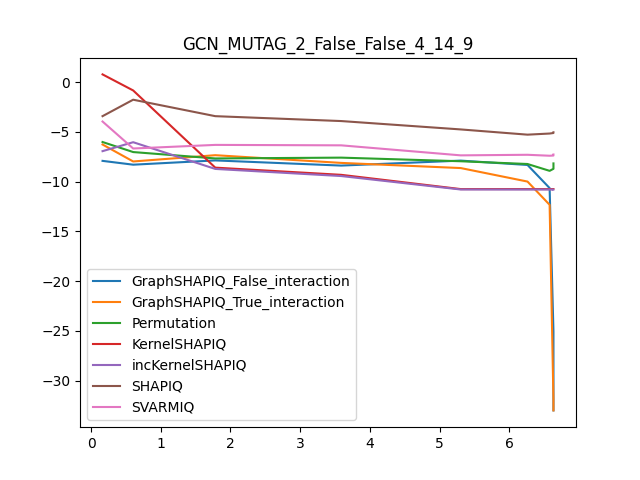 GCN_MUTAG_2_False_False_4_14_9
0
−5
−10
−15
−20
−25
−30
GraphSHAPIQ_False_interaction
GraphSHAPIQ_True_interaction
Permutation
KernelSHAPIQ
incKernelSHAPIQ
SHAPIQ
SVARMIQ
0 1 2 3 4 5 6